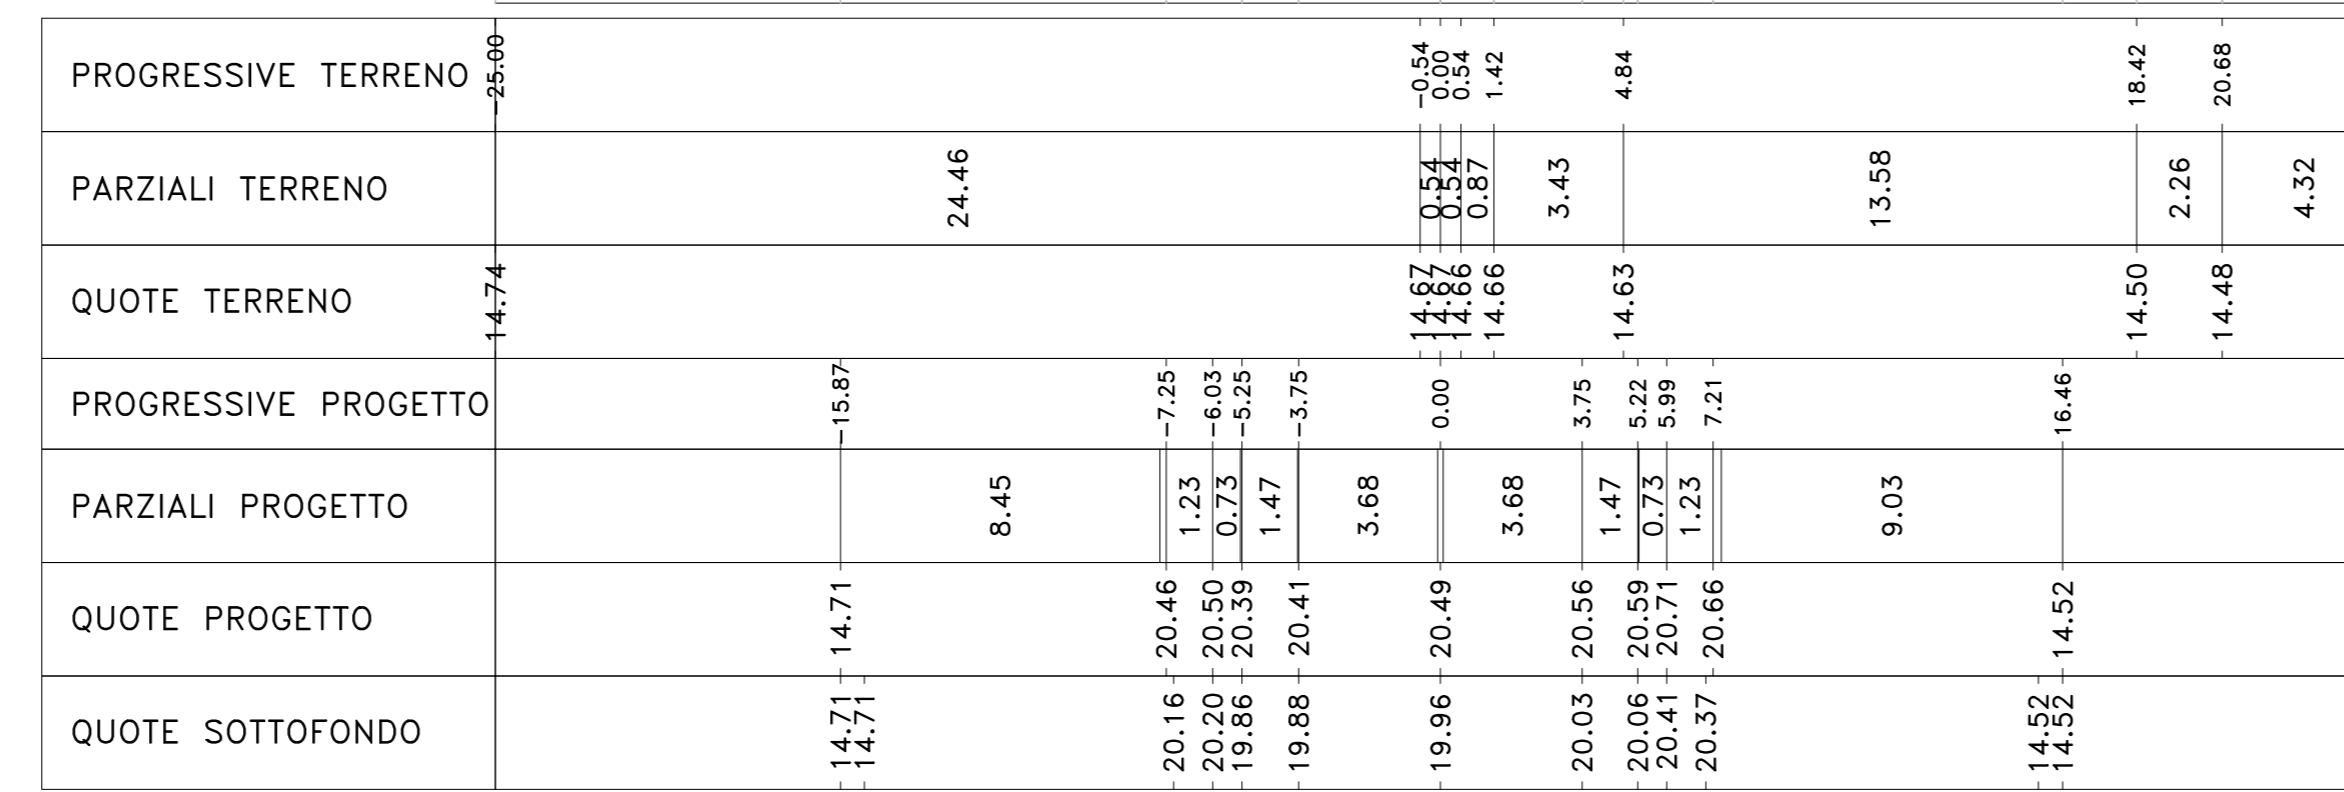 PROGRESSIVE TERRENO -25.00 -0.54 0.00 0.54 1.42 4.84 18.42 20.68
PARZIALI TERRENO 24.46 0.54 0.54 0.87 3.43 13.58 2.26 4.32
QUOTE TERRENO 14.74 14.67 14.67 14.66 14.66 14.63 14.50 14.48
PROGRESSIVE PROGETTO -15.87 -7.25 -6.03 -5.25 -3.75 0.00 3.75 5.22 5.99 7.21 16.46
PARZIALI PROGETTO 8.45 1.23 0.73 1.47 3.68 3.68 1.47 0.73 1.23 9.03
QUOTE PROGETTO 14.71 20.46 20.50 20.39 20.41 20.49 20.56 20.59 20.71 20.66 14.52
QUOTE SOTTOFONDO 14.71 14.71 20.16 20.20 19.86 19.88 19.96 20.03 20.06 20.41 20.37 14.52 14.52